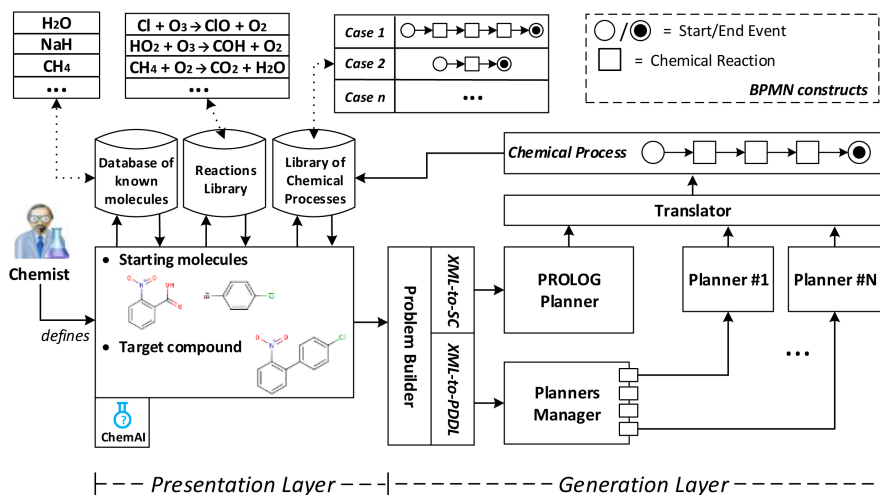 H₂O
NaH
CH₄
...
Cl + O₃→ClO + O₂
HO₂ + O₃→COH + O₂
CH₄ + O₂→CO₂ + H₂O
...
Case 1
Case 2
Case n
...
/ = Start/End Event
= Chemical Reaction
BPMN constructs
Database of
known
molecules
Reactions
Library
Library of
Chemical
Processes
Chemical Process
Translator
Chemist
defines
• Starting molecules
• Target compound
ChemAI
Problem Builder
XML-to-SC
XML-to-PDDL
PROLOG
Planner
Planner #1
Planner #N
...
Planners
Manager
Presentation Layer
Generation Layer